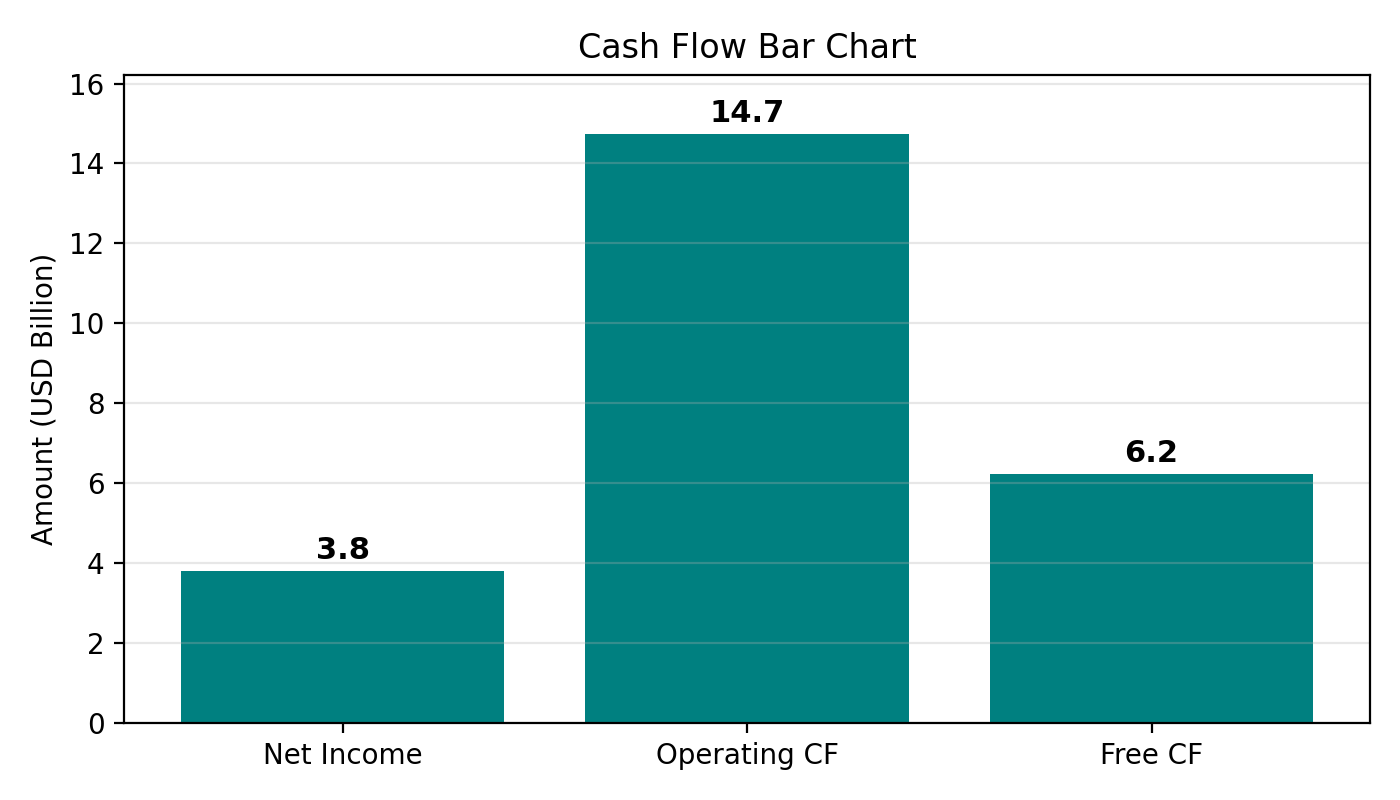 Cash Flow Bar Chart
Amount (USD Billion)
16
14
12
10
8
6
4
2
0
3.8
14.7
6.2
Net Income
Operating CF
Free CF